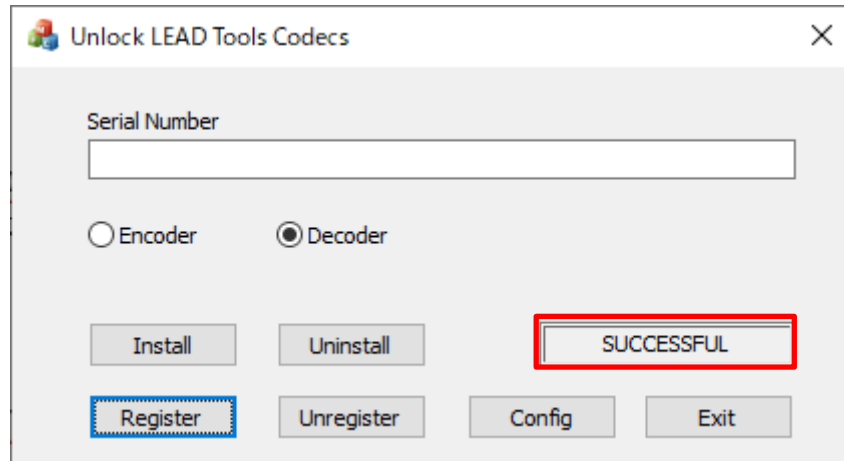 Unlock LEAD Tools Codecs
Serial Number
Encoder Decoder
Install Uninstall SUCCESSFUL
Register Unregister Config Exit